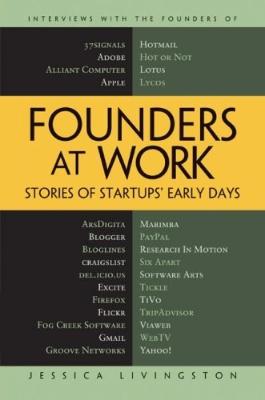 INTERVIEWS WITH THE FOUNDERS OF
37SIGNALS
ADOBE
ALLIANT COMPUTER
APPLE
HOTMAIL
HOT OR NOT
LOTUS
LYCOS
FOUNDERS
AT WORK
STORIES OF STARTUPS' EARLY DAYS
ARSDIGITA
BLOGGER
BLOGLINES
CRAIGSLIST
DEL.ICIO.US
EXCITE
FIREFOX
FLICKR
FOG CREEK SOFTWARE
GMAIL
GROOVE NETWORKS
MARIMBA
PAYPAL
RESEARCH IN MOTION
SIX APART
SOFTWARE ARTS
TICKLE
TIVO
TRIPADVISOR
VIAWEB
WEBTV
YAHOO!
JESSICA LIVINGSTON